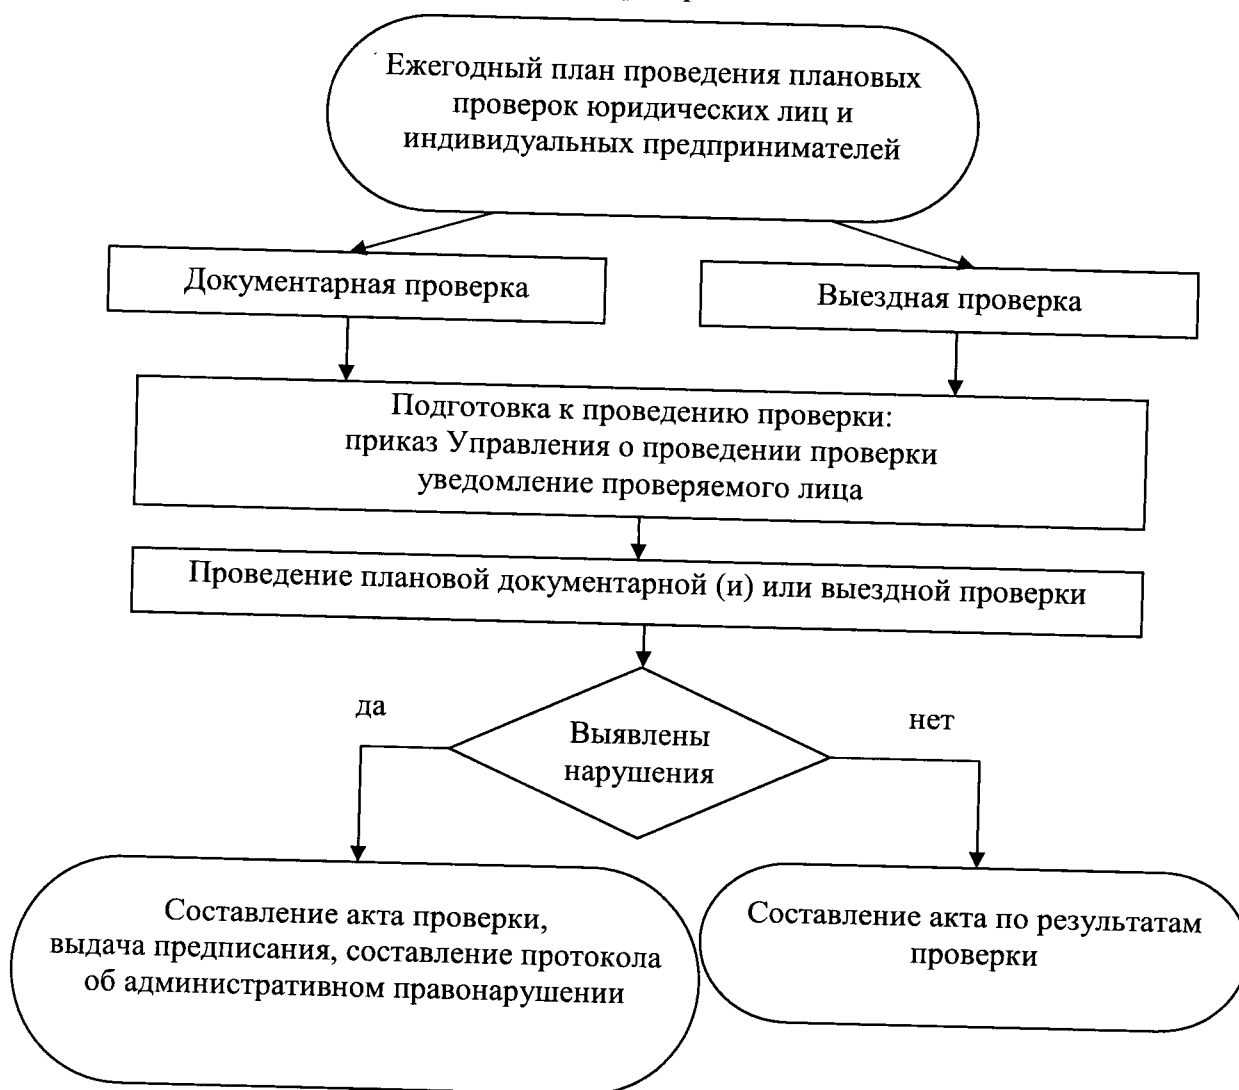 Ежегодный план проведения плановых
проверок юридических лиц и
индивидуальных предпринимателей
Документарная проверка
Выездная проверка
Подготовка к проведению проверки:
приказ Управления о проведении проверки
уведомление проверяемого лица
Проведение плановой документарной (и) или выездной проверки
да
нет
Выявлены
нарушения
Составление акта проверки,
выдача предписания, составление протокола
об административном правонарушении
Составление акта по результатам
проверки